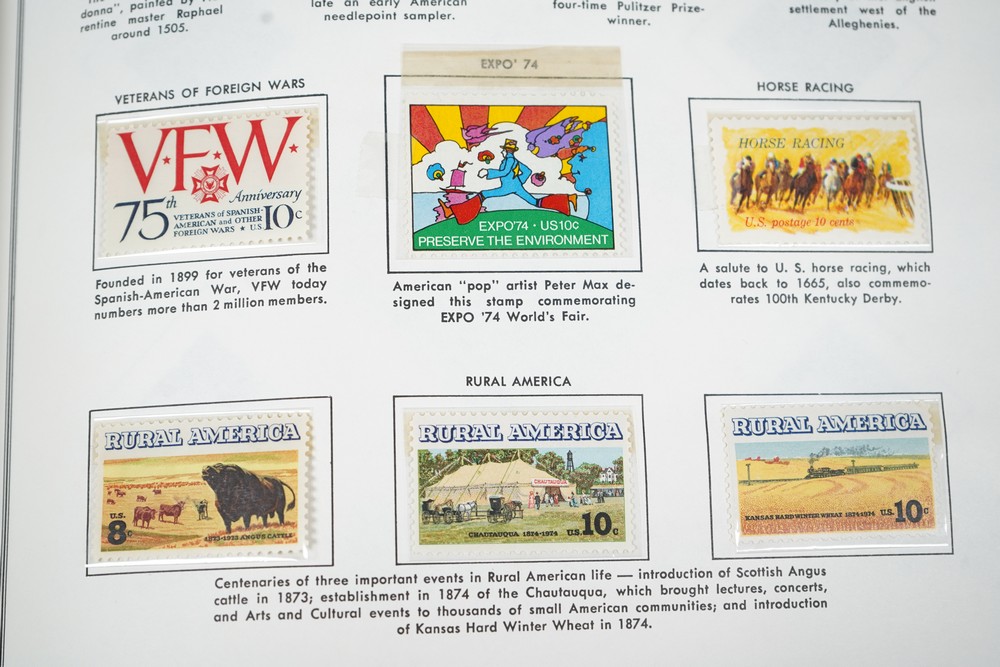 donna", painted by
rentine master Raphael
around 1505.
late an early American
needlepoint sampler.
four-time Pulitzer Prize-
winner.
settlement west of the
Alleghenies.
VETERANS OF FOREIGN WARS
VFW
75th Anniversary
VETERANS OF SPANISH-
AMERICAN AND OTHER
FOREIGN WARS ★ U.S. 10c
Founded in 1899 for veterans of the
Spanish-American War, VFW today
numbers more than 2 million members.
EXPO' 74
EXPO'74 · US10c
PRESERVE THE ENVIRONMENT
American "pop" artist Peter Max de-
signed this stamp commemorating
EXPO '74 World's Fair.
HORSE RACING
HORSE RACING
U.S. postage 10 cents
A salute to U. S. horse racing, which
dates back to 1665, also commemo-
rates 100th Kentucky Derby.
RURAL AMERICA
RURAL AMERICA
U.S.
8c
1873-1973 ANGUS CATTLE
RURAL AMERICA
CHAUTAUQUA
CHAUTAUQUA 1874-1974 U.S. 10c
RURAL AMERICA
KANSAS HARD WINTER WHEAT 1874-1974 U.S. 10c
Centenaries of three important events in Rural American life — introduction of Scottish Angus
cattle in 1873; establishment in 1874 of the Chautauqua, which brought lectures, concerts,
and Arts and Cultural events to thousands of small American communities; and introduction
of Kansas Hard Winter Wheat in 1874.